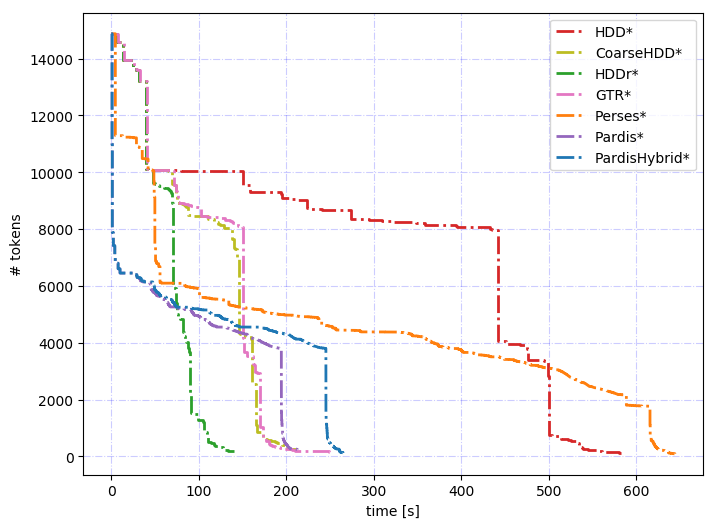 HDD*
CoarseHDD*
HDDr*
GTR*
Perses*
Pardis*
PardisHybrid*
# tokens
14000
12000
10000
8000
6000
4000
2000
0
0 100 200 300 400 500 600
time [s]